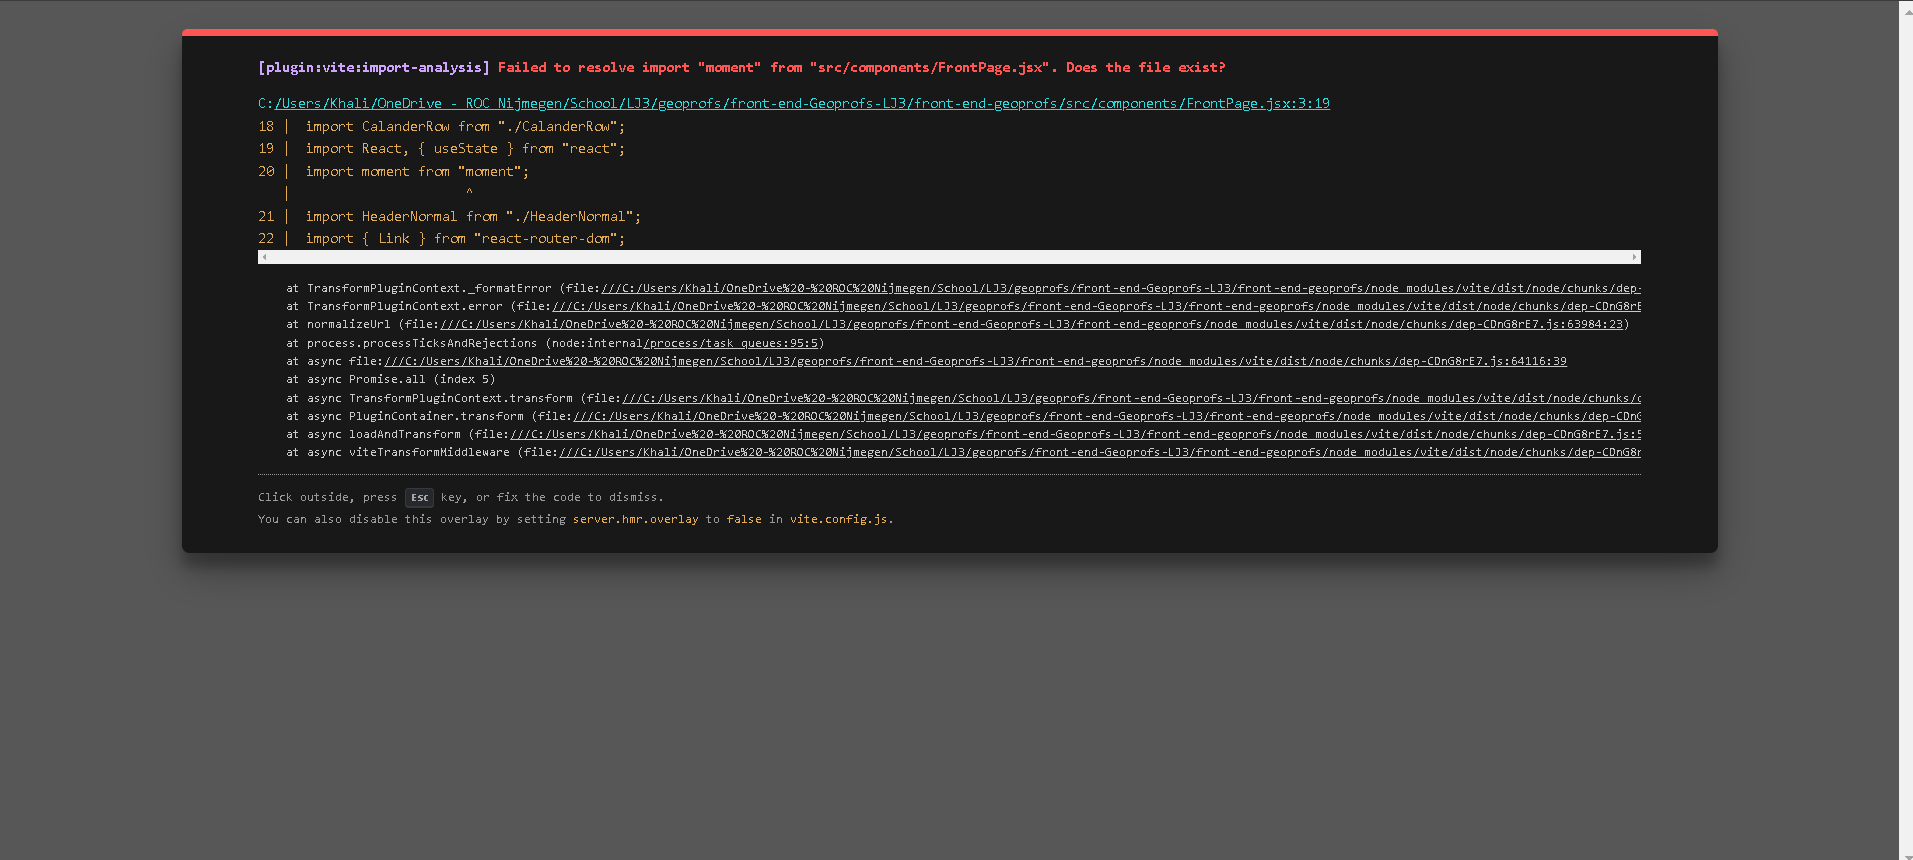 [plugin:vite:import-analysis] Failed to resolve import "moment" from "src/components/FrontPage.jsx". Does the file exist?
C:/Users/Khali/OneDrive - ROC Nijmegen/School/LJ3/geoprofs/front-end-Geoprofs-LJ3/front-end-geoprofs/src/components/FrontPage.jsx:3:19
18 |  import CalanderRow from "./CalanderRow";
19 |  import React, { useState } from "react";
20 |  import moment from "moment";
|                      ^
21 |  import HeaderNormal from "./HeaderNormal";
22 |  import { Link } from "react-router-dom";
at TransformPluginContext._formatError (file:///C:/Users/Khali/OneDrive%20-%20ROC%20Nijmegen/School/LJ3/geoprofs/front-end-Geoprofs-LJ3/front-end-geoprofs/node_modules/vite/dist/node/chunks/dep-
at TransformPluginContext.error (file:///C:/Users/Khali/OneDrive%20-%20ROC%20Nijmegen/School/LJ3/geoprofs/front-end-Geoprofs-LJ3/front-end-geoprofs/node_modules/vite/dist/node/chunks/dep-CDnG8rE
at normalizeUrl (file:///C:/Users/Khali/OneDrive%20-%20ROC%20Nijmegen/School/LJ3/geoprofs/front-end-Geoprofs-LJ3/front-end-geoprofs/node_modules/vite/dist/node/chunks/dep-CDnG8rE7.js:63984:23)
at process.processTicksAndRejections (node:internal/process/task_queues:95:5)
at async file:///C:/Users/Khali/OneDrive%20-%20ROC%20Nijmegen/School/LJ3/geoprofs/front-end-Geoprofs-LJ3/front-end-geoprofs/node_modules/vite/dist/node/chunks/dep-CDnG8rE7.js:64116:39
at async Promise.all (index 5)
at async TransformPluginContext.transform (file:///C:/Users/Khali/OneDrive%20-%20ROC%20Nijmegen/School/LJ3/geoprofs/front-end-Geoprofs-LJ3/front-end-geoprofs/node_modules/vite/dist/node/chunks/d
at async PluginContainer.transform (file:///C:/Users/Khali/OneDrive%20-%20ROC%20Nijmegen/School/LJ3/geoprofs/front-end-Geoprofs-LJ3/front-end-geoprofs/node_modules/vite/dist/node/chunks/dep-CDnG
at async loadAndTransform (file:///C:/Users/Khali/OneDrive%20-%20ROC%20Nijmegen/School/LJ3/geoprofs/front-end-Geoprofs-LJ3/front-end-geoprofs/node_modules/vite/dist/node/chunks/dep-CDnG8rE7.js:5
at async viteTransformMiddleware (file:///C:/Users/Khali/OneDrive%20-%20ROC%20Nijmegen/School/LJ3/geoprofs/front-end-Geoprofs-LJ3/front-end-geoprofs/node_modules/vite/dist/node/chunks/dep-CDnG8r
Click outside, press Esc key, or fix the code to dismiss.
You can also disable this overlay by setting server.hmr.overlay to false in vite.config.js.